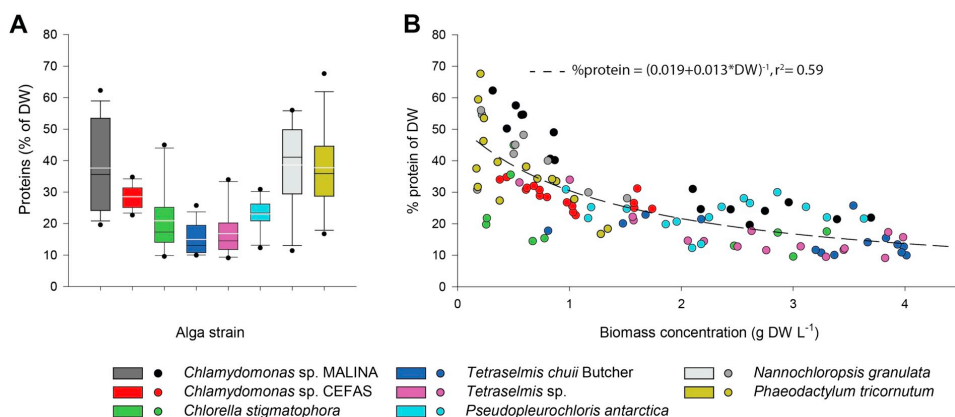 A
80
70
60
50
40
30
20
10
0
Proteins (% of DW)
Alga strain
B
80
70
60
50
40
30
20
10
0
% protein of DW
%protein = (0.019+0.013*DW)⁻¹, r²= 0.59
0 1 2 3 4
Biomass concentration (g DW L⁻¹)
Chlamydomonas sp. MALINA
Chlamydomonas sp. CEFAS
Chlorella stigmatophora
Tetraselmis chuii Butcher
Tetraselmis sp.
Pseudopleurochloris antarctica
Nannochloropsis granulata
Phaeodactylum tricornutum